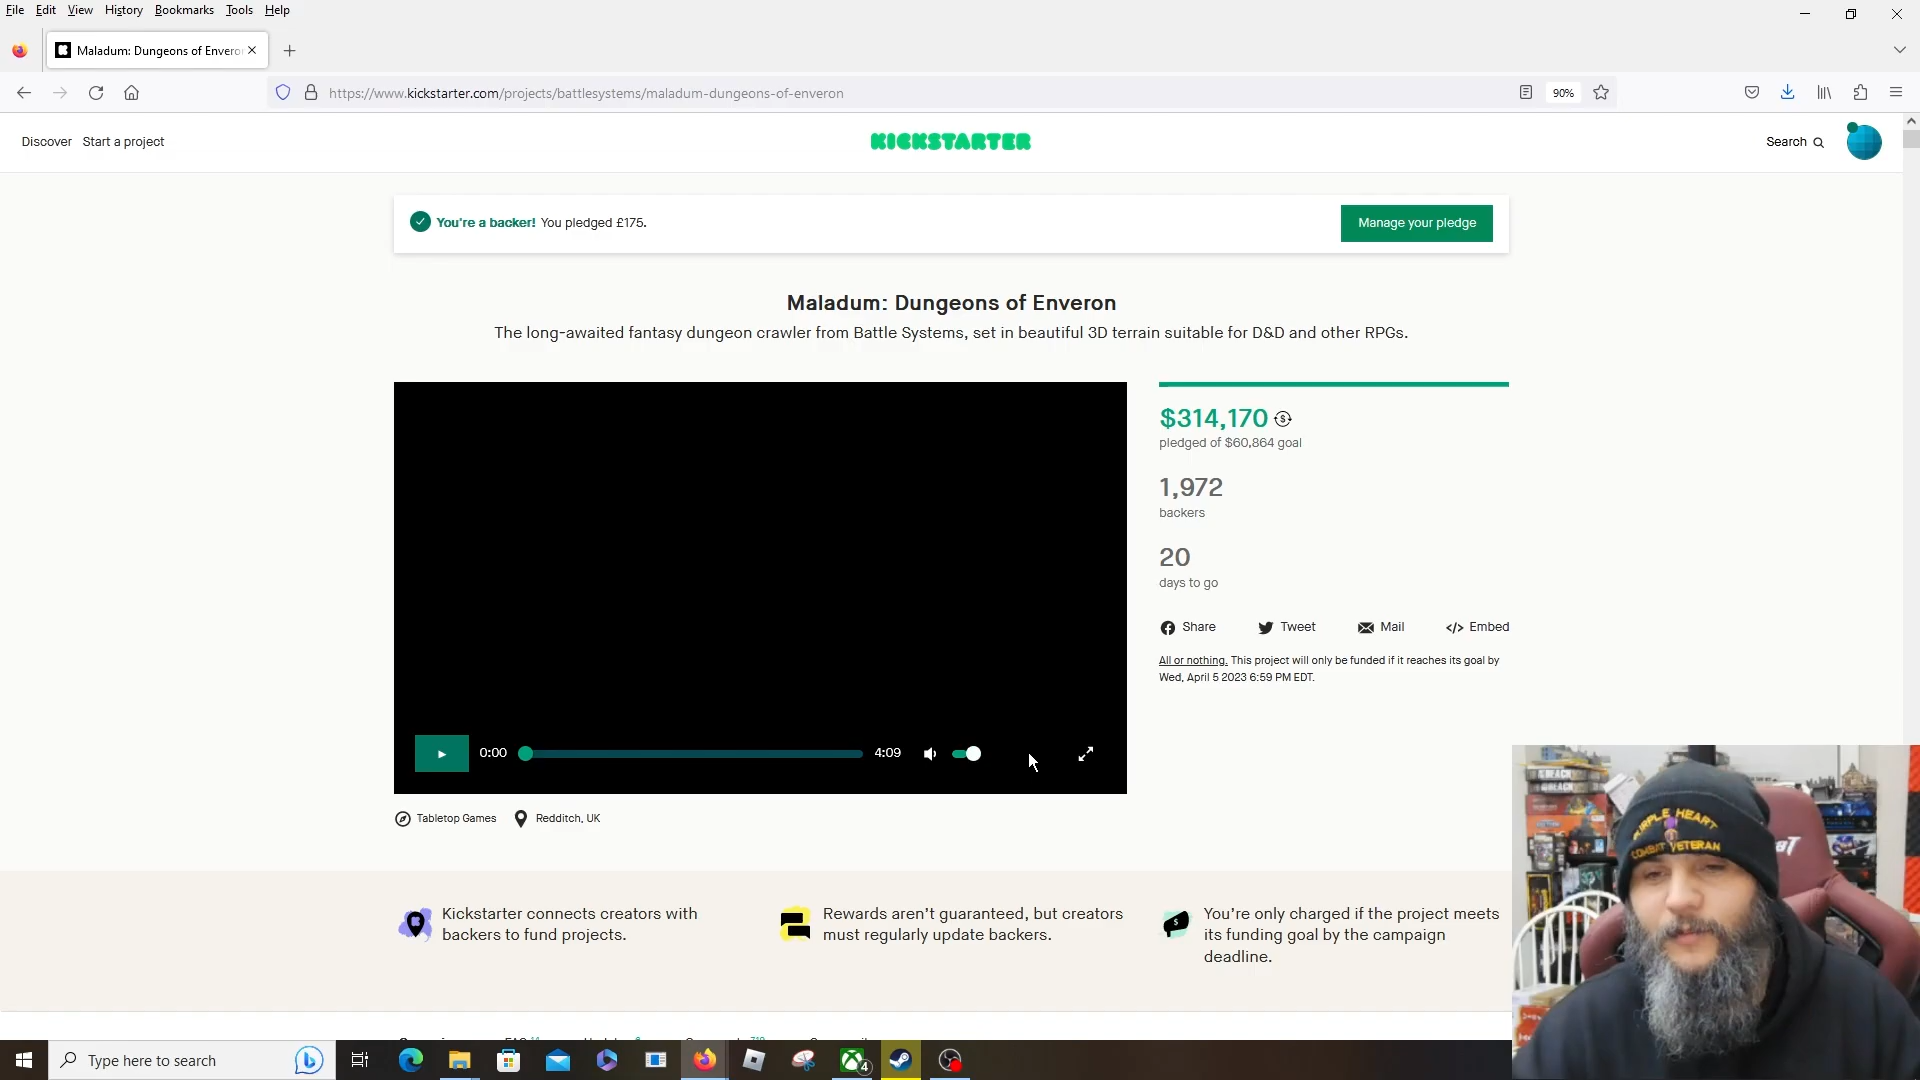 File Edit View History Bookmarks Tools Help
Maladum: Dungeons of Envero
https://www.kickstarter.com/projects/battlesystems/maladum-dungeons-of-enveron
90%
Discover Start a project
KICKSTARTER
Search
You're a backer! You pledged £175.
Manage your pledge
Maladum: Dungeons of Enveron
The long-awaited fantasy dungeon crawler from Battle Systems, set in beautiful 3D terrain suitable for D&D and other RPGs.
$314,170
pledged of $60,864 goal
1,972
backers
20
days to go
Share Tweet Mail Embed
All or nothing. This project will only be funded if it reaches its goal by
Wed, April 5 2023 6:59 PM EDT.
0:00
4:09
Tabletop Games Redditch, UK
Kickstarter connects creators with
backers to fund projects.
Rewards aren't guaranteed, but creators
must regularly update backers.
You're only charged if the project meets
its funding goal by the campaign
deadline.
PURPLE HEART
COMBAT VETERAN
Type here to search
4